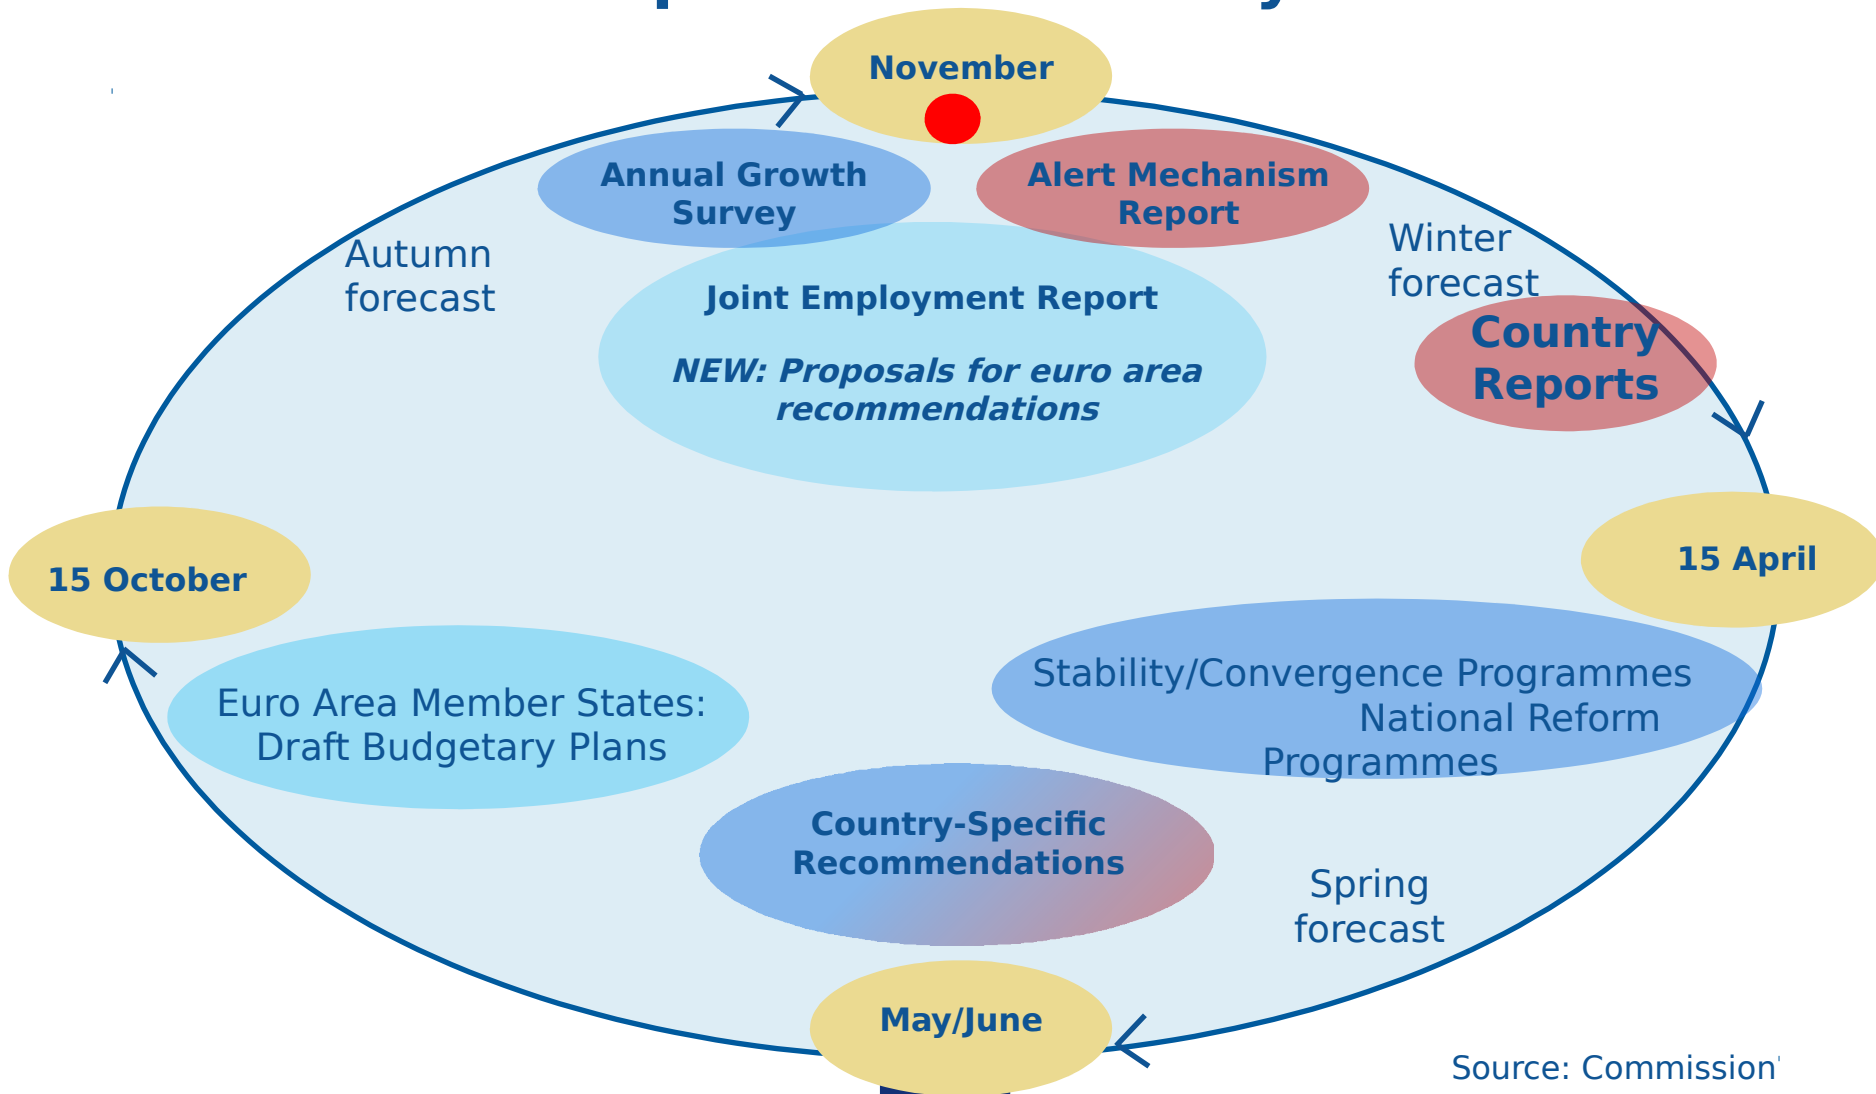 November
Annual Growth
Survey
Alert Mechanism
Report
Autumn
forecast
Winter
forecast
Joint Employment Report
NEW: Proposals for euro area
recommendations
Country
Reports
15 October
15 April
Euro Area Member States:
Draft Budgetary Plans
Stability/Convergence Programmes
National Reform
Programmes
Country-Specific
Recommendations
Spring
forecast
May/June
Source: Commission